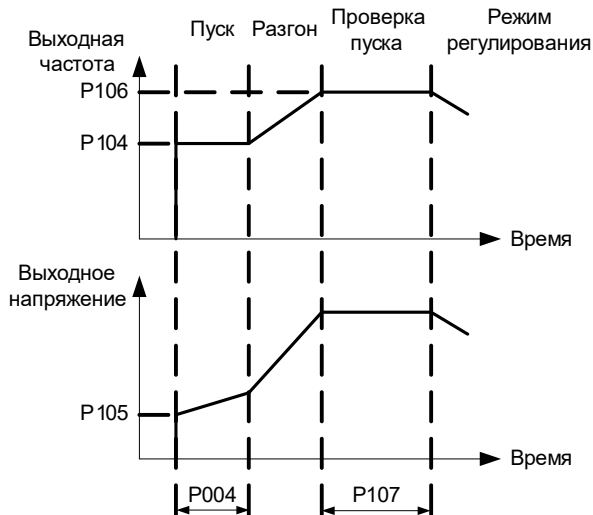 Пуск
Разгон
Проверка
пуска
Режим
регулирования
Выходная
частота
P106
P104
Время
Выходное
напряжение
P105
Время
P004
P107